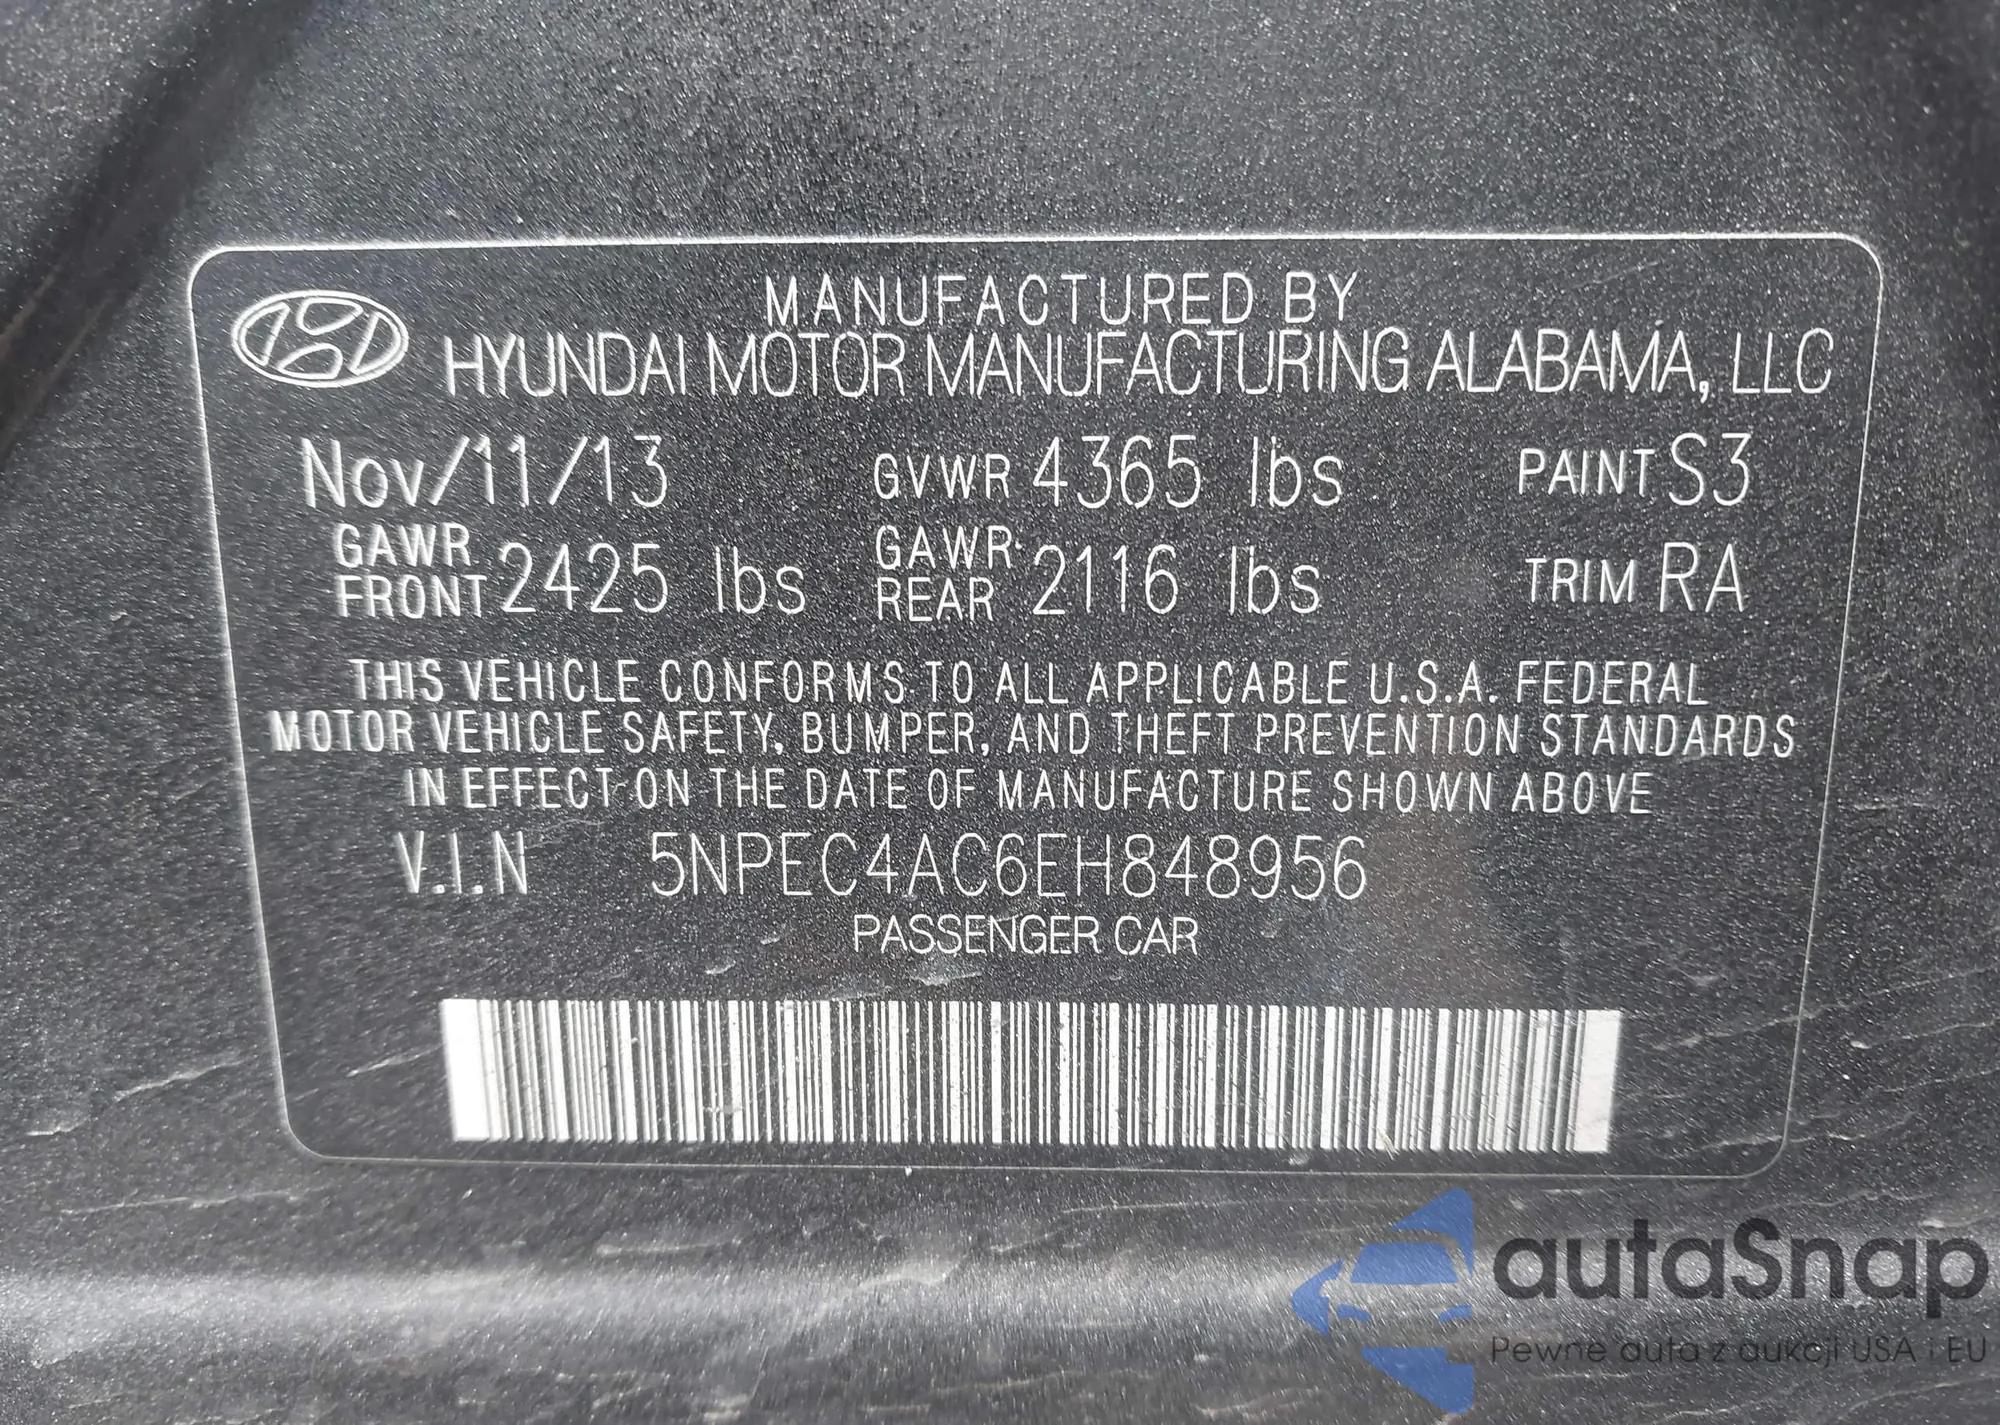 MANUFACTURED BY
HYUNDAI MOTOR MANUFACTURING ALABAMA, LLC
Nov/11/13 GVWR 4365 lbs PAINT S3
GAWR FRONT 2425 lbs GAWR REAR 2116 lbs TRIM RA
THIS VEHICLE CONFORMS TO ALL APPLICABLE U.S.A. FEDERAL
MOTOR VEHICLE SAFETY, BUMPER, AND THEFT PREVENTION STANDARDS
IN EFFECT ON THE DATE OF MANUFACTURE SHOWN ABOVE
V.I.N 5NPEC4AC6EH848956
PASSENGER CAR
autaSnap
Pewne auta z aukcji USA i EU